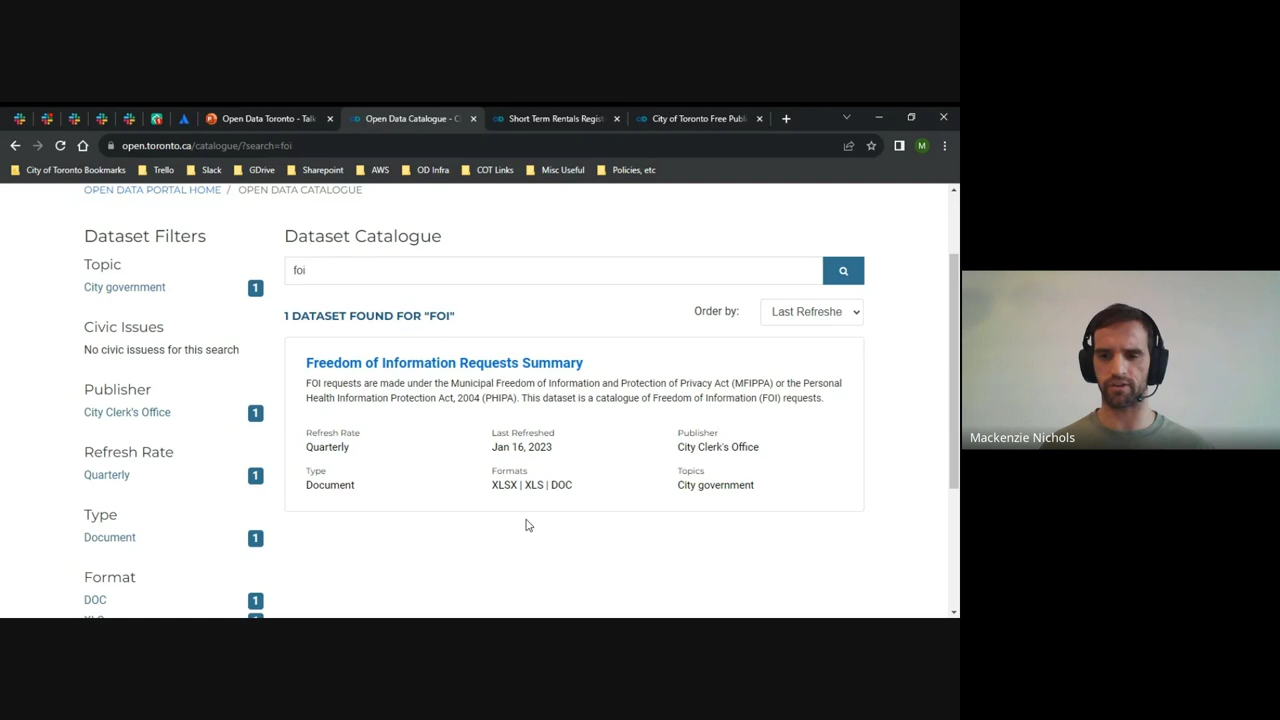 Open Data Toronto - Talk
Open Data Catalogue - C
Short Term Rentals Regist
City of Toronto Free Publ
open.toronto.ca/catalogue/?search=foi
M
City of Toronto Bookmarks
Trello
Slack
GDrive
Sharepoint
AWS
OD Infra
COT Links
Misc Useful
Policies, etc
OPEN DATA PORTAL HOME / OPEN DATA CATALOGUE
Dataset Filters
Topic
City government 1
Civic Issues
No civic issuess for this search
Publisher
City Clerk's Office 1
Refresh Rate
Quarterly 1
Type
Document 1
Format
DOC 1
Dataset Catalogue
foi
1 DATASET FOUND FOR "FOI"
Order by: Last Refreshe
Freedom of Information Requests Summary
FOI requests are made under the Municipal Freedom of Information and Protection of Privacy Act (MFIPPA) or the Personal
Health Information Protection Act, 2004 (PHIPA). This dataset is a catalogue of Freedom of Information (FOI) requests.
Refresh Rate
Quarterly
Last Refreshed
Jan 16, 2023
Publisher
City Clerk's Office
Type
Document
Formats
XLSX | XLS | DOC
Topics
City government
Mackenzie Nichols